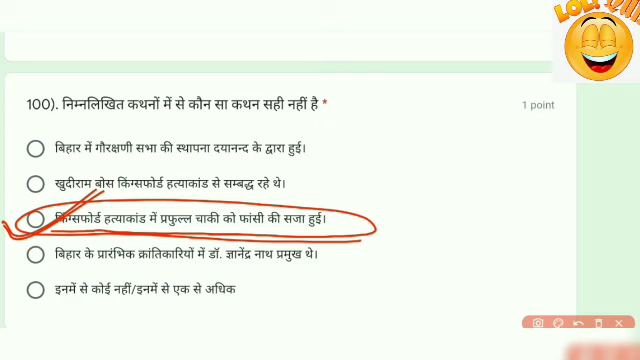 LOL!
100). निम्नलिखित कथनों में से कौन सा कथन सही नहीं है *
1 point
बिहार में गौरक्षणी सभा की स्थापना दयानन्द के द्वारा हुई।
खुदीराम बोस किंग्सफोर्ड हत्याकांड से सम्बद्ध रहे थे।
किंग्सफोर्ड हत्याकांड में प्रफुल्ल चाकी को फांसी की सजा हुई।
बिहार के प्रारंभिक क्रांतिकारियों में डॉ. ज्ञानेंद्र नाथ प्रमुख थे।
इनमें से कोई नहीं/इनमें से एक से अधिक